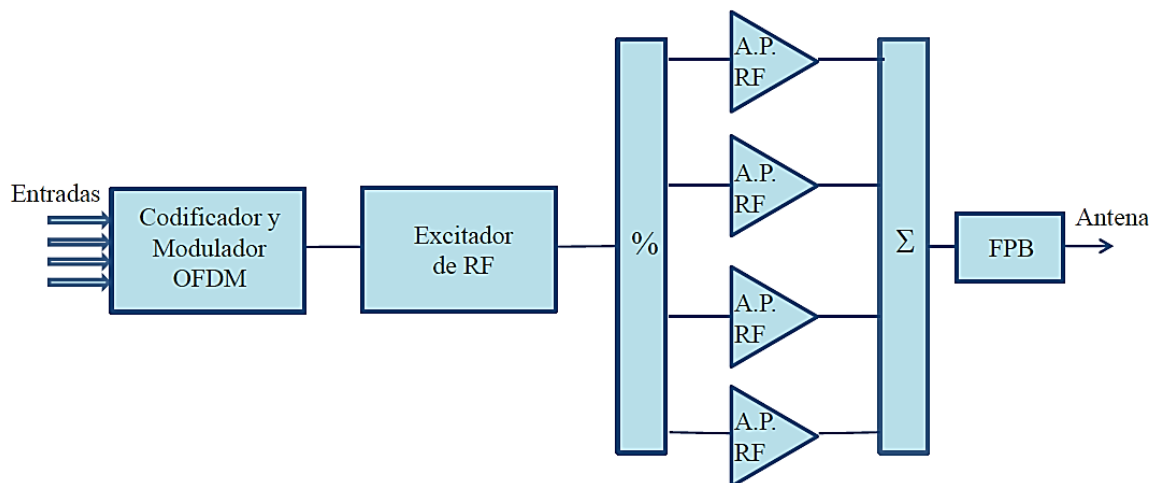 Entradas
Codificador y
Modulador
OFDM
Excitador
de RF
%
A.P.
RF
A.P.
RF
A.P.
RF
A.P.
RF
Σ
FPB
Antena